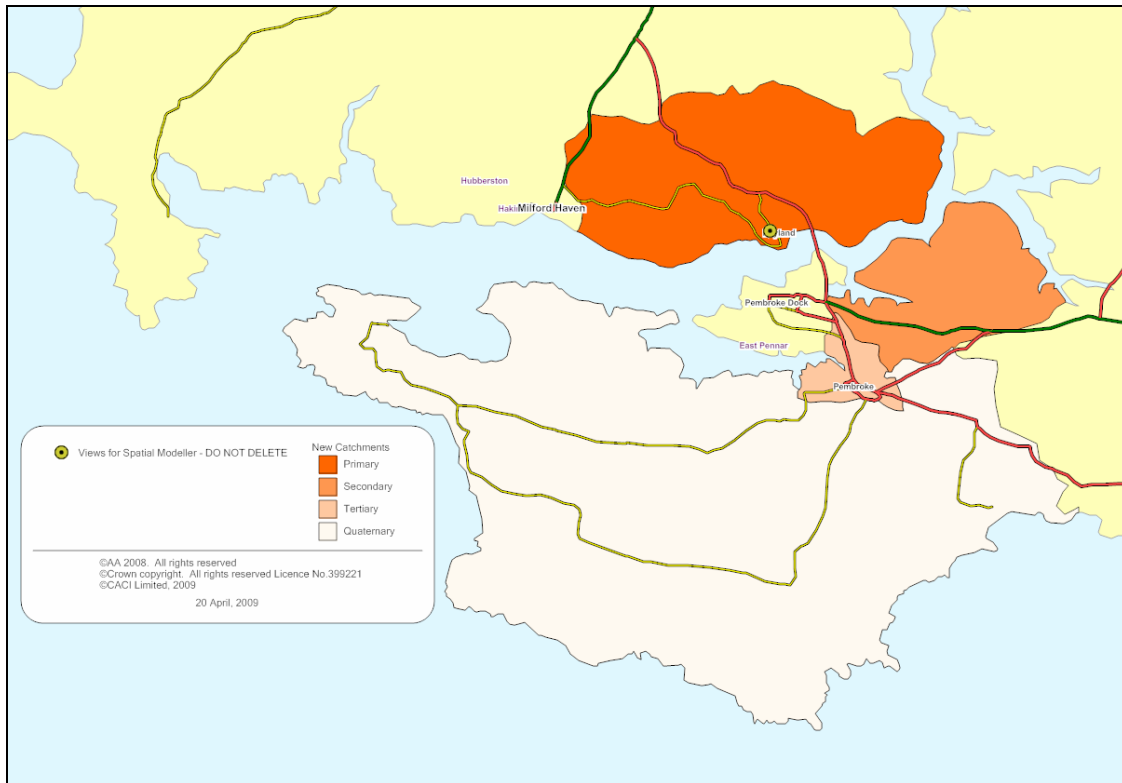 Hubberston
Milford Haven
land
Pembroke Dock
East Pennar
Pembroke
Views for Spatial Modeller - DO NOT DELETE
New Catchments
Primary
Secondary
Tertiary
Quaternary
©AA 2008. All rights reserved
©Crown copyright. All rights reserved Licence No.399221
©CACI Limited, 2009
20 April, 2009